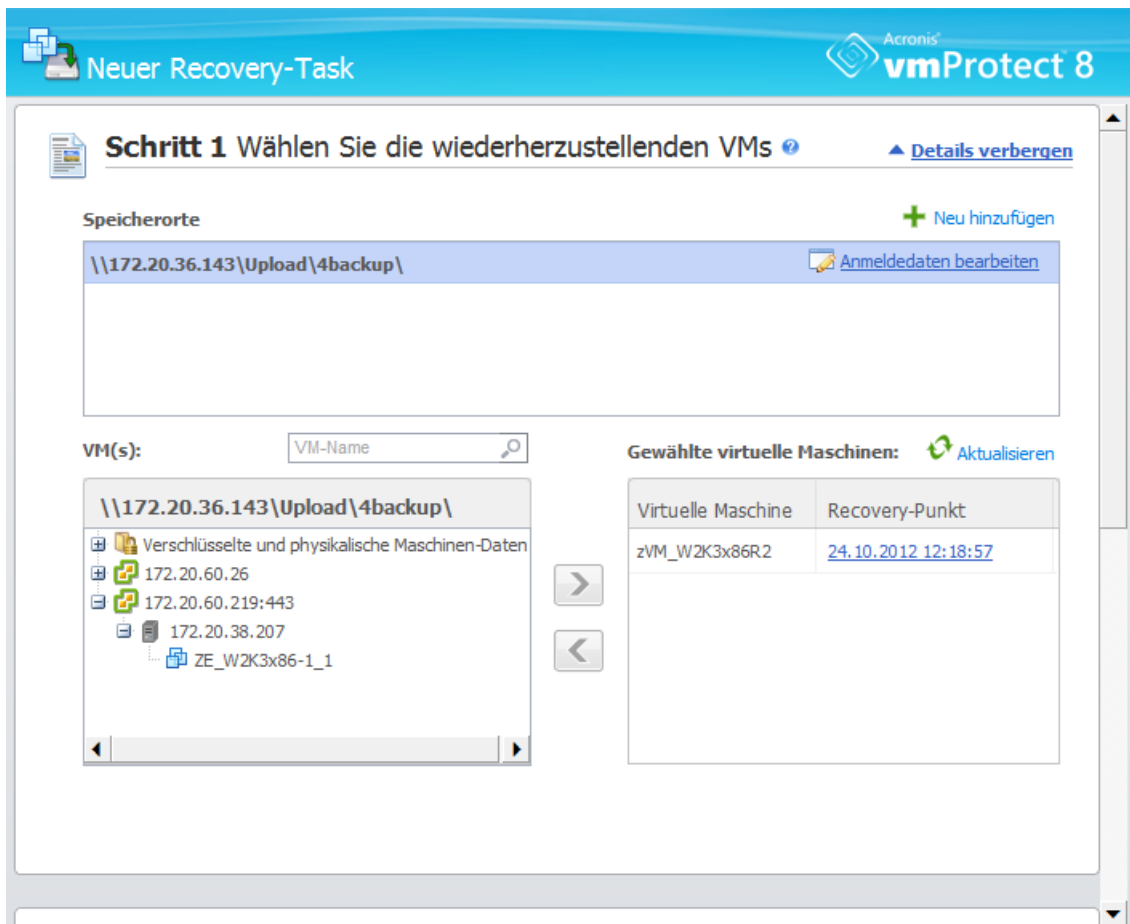 Neuer Recovery-Task
Acronis®
vmProtect™ 8
Schritt 1 Wählen Sie die wiederherzustellenden VMs ?
Details verbergen
Speicherorte
Neu hinzufügen
\\172.20.36.143\Upload\4backup\
Anmeldedaten bearbeiten
VM(s):
VM-Name
Gewählte virtuelle Maschinen:
Aktualisieren
\\172.20.36.143\Upload\4backup\
Verschlüsselte und physikalische Maschinen-Daten
172.20.60.26
172.20.60.219:443
172.20.38.207
ZE_W2K3x86-1_1
Virtuelle Maschine
Recovery-Punkt
zVM_W2K3x86R2
24.10.2012 12:18:57